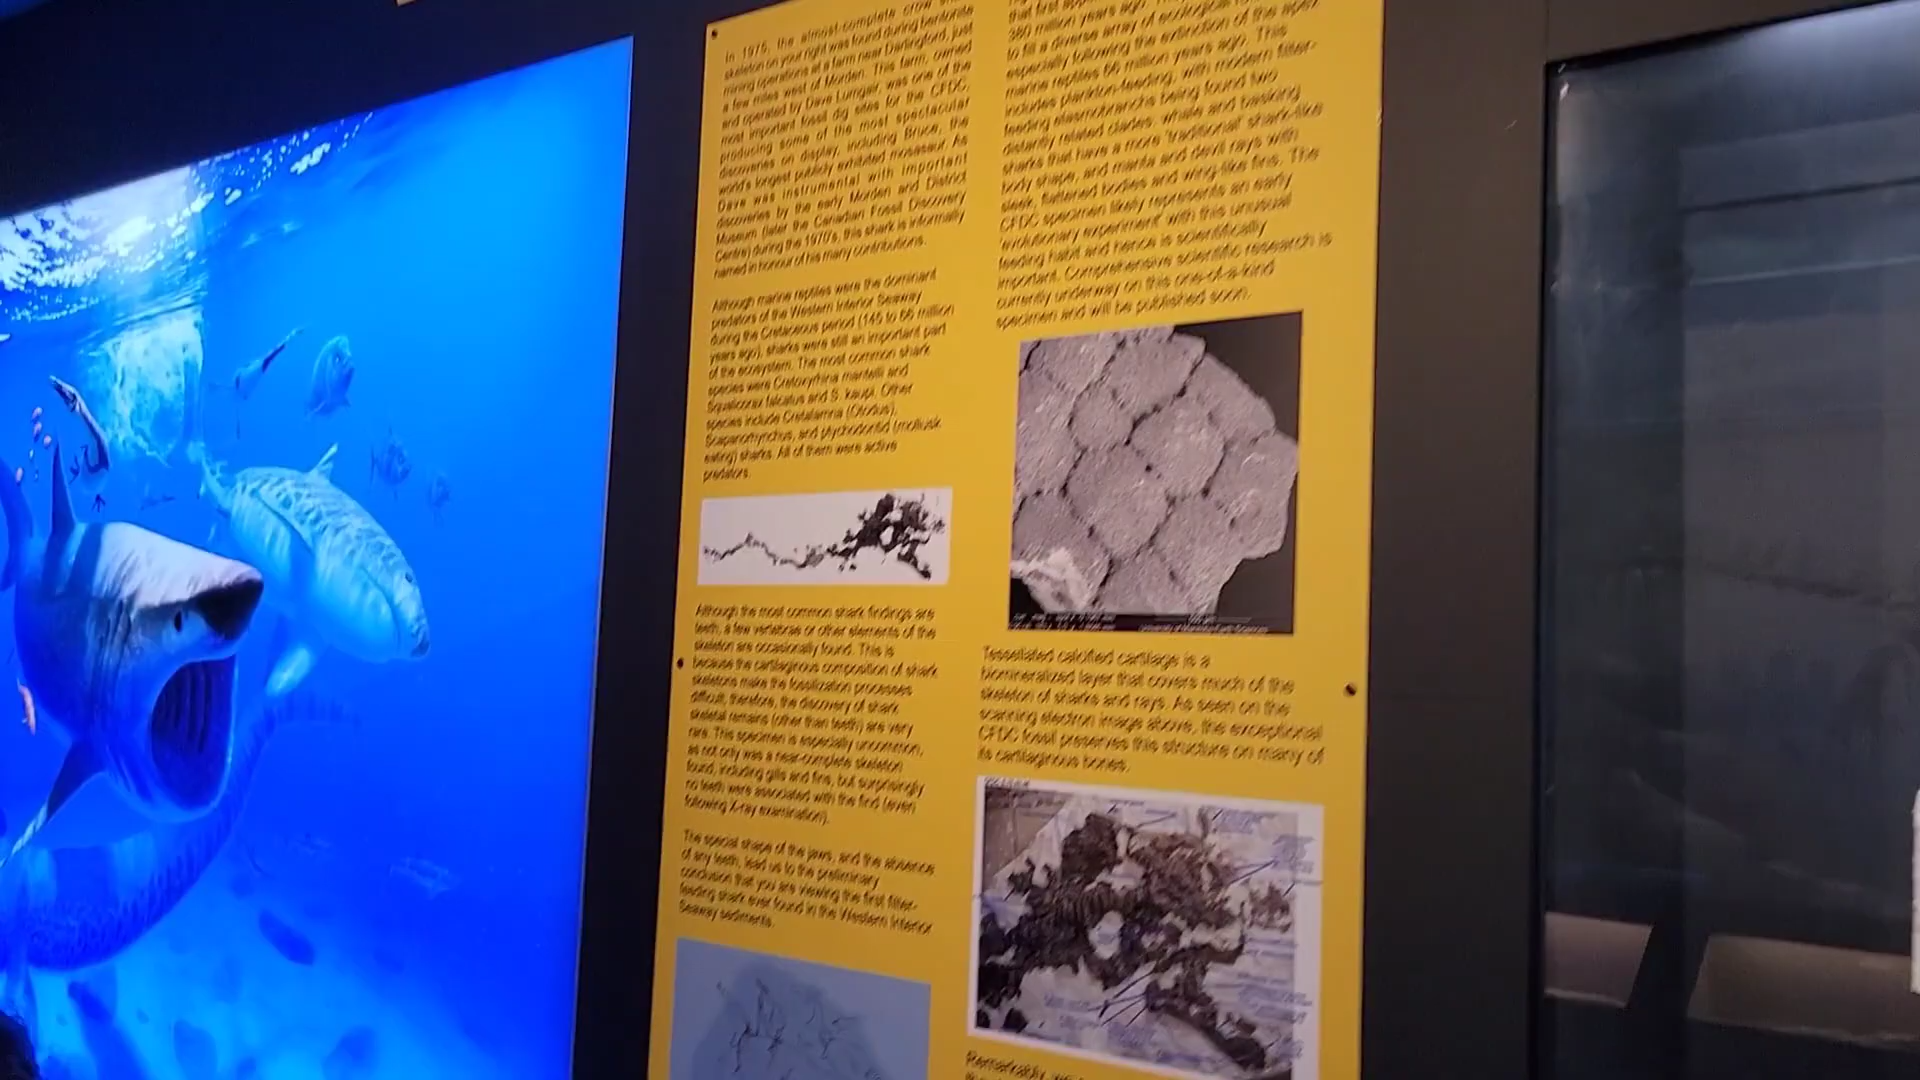 In 1975, the almost-complete crow
skeleton on your right was found during bentonite
mining operations at a farm near Darlingford, just
a few miles west of Morden. This farm, owned
and operated by Dave Lumgair, was one of the
most important fossil dig sites for the CFDC,
producing some of the most spectacular
discoveries on display, including Bruce, the
world's longest publicly exhibited mosasaur. As
Dave was instrumental with important
discoveries by the early Morden and District
Museum (later the Canadian Fossil Discovery
Centre) during the 1970's, this shark is informally
named in honour of his many contributions.
Although marine reptiles were the dominant
predators of the Western Interior Seaway
during the Cretaceous period (145 to 66 million
years ago), sharks were still an important part
of the ecosystem. The most common shark
species were Cretoxyrhina mantelli and
Squalicorax falcatus and S. kaupi. Other
species include Cretalamna (Otodus),
Scapanorhynchus, and ptychodontid (mollusk
eating) sharks. All of them were active
predators.
Although the most common shark findings are
teeth, a few vertebrae or other elements of the
skeleton are occasionally found. This is
because the cartilaginous composition of shark
skeletons make the fossilization processes
difficult, therefore, the discovery of shark
skeletal remains (other than teeth) are very
rare. This specimen is especially uncommon,
as not only was a near-complete skeleton
found, including gills and fins, but surprisingly
no teeth were associated with the find (even
following X-ray examination).
The special shape of the jaws, and the absence
of any teeth, lead us to the preliminary
conclusion that you are viewing the first filter-
feeding shark ever found in the Western Interior
Seaway sediments.
that first
380 million years ago.
to fill a diverse array of ecological
especially following the extinction of the apex
marine reptiles 66 million years ago. This
includes plankton-feeding, with modern filter-
feeding elasmobranchs being found two
distantly related clades: whale and basking
sharks that have a more 'traditional' shark-like
body shape, and manta and devil rays with
sleek, flattened bodies and wing-like fins. The
CFDC specimen likely represents an early
'evolutionary experiment' with this unusual
feeding habit and hence is scientifically
important. Comprehensive scientific research is
currently underway on this one-of-a-kind
specimen and will be published soon.
Tessellated calcified cartilage is a
biomineralized layer that covers much of the
skeleton of sharks and rays. As seen on the
scanning electron image above, the exceptional
CFDC fossil preserves this structure on many of
its cartilaginous bones.
Remarkably,